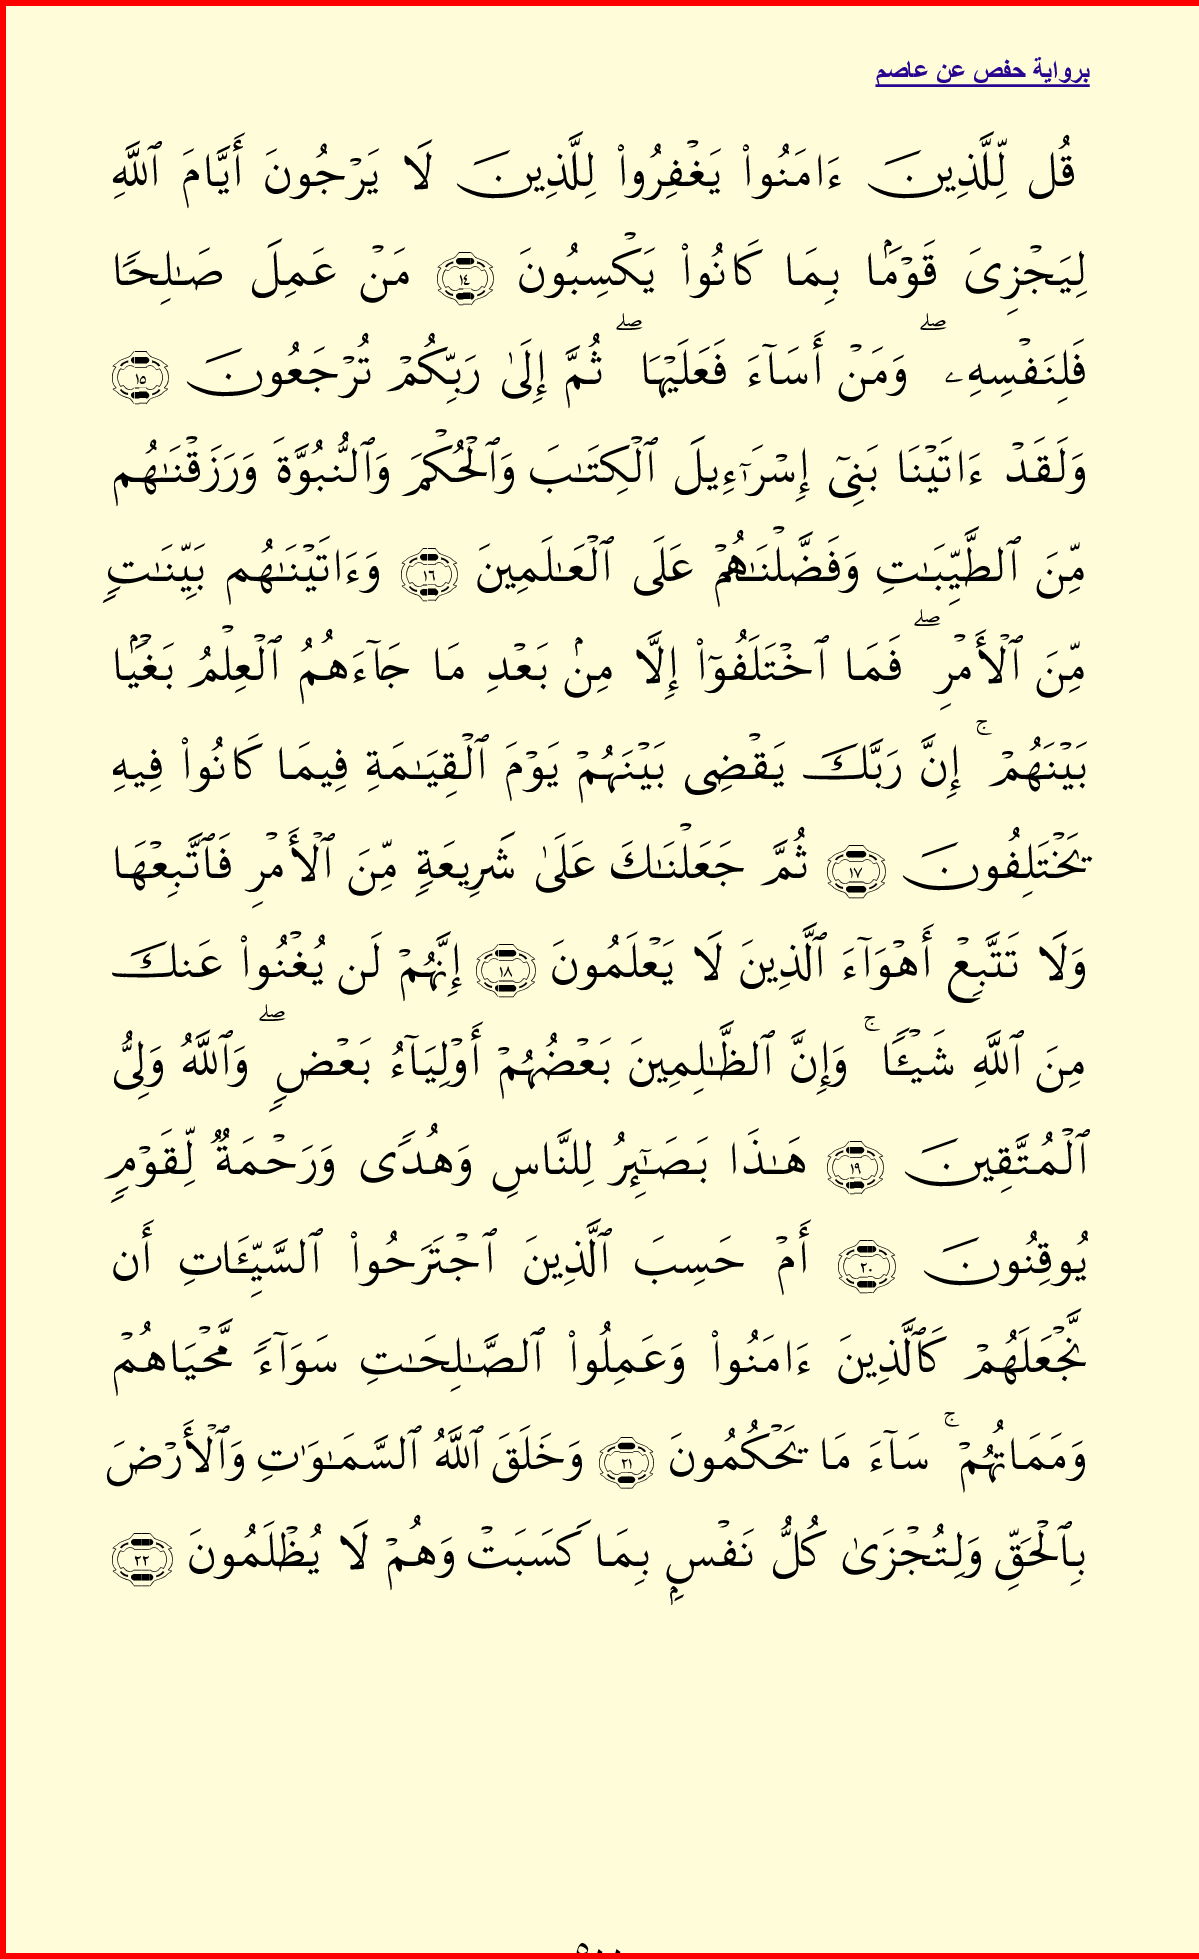 برواية حفص عن عاصم
قُل لِّلَّذِينَ ءَامَنُوا۟ يَغْفِرُوا۟ لِلَّذِينَ لَا يَرْجُونَ أَيَّامَ ٱللَّهِ
لِيَجْزِىَ قَوْمًۢا بِمَا كَانُوا۟ يَكْسِبُونَ ١٤ مَنْ عَمِلَ صَـٰلِحًا
فَلِنَفْسِهِۦ ۖ وَمَنْ أَسَآءَ فَعَلَيْهَا ۖ ثُمَّ إِلَىٰ رَبِّكُمْ تُرْجَعُونَ ١٥
وَلَقَدْ ءَاتَيْنَا بَنِىٓ إِسْرَٰٓءِيلَ ٱلْكِتَـٰبَ وَٱلْحُكْمَ وَٱلنُّبُوَّةَ وَرَزَقْنَـٰهُم
مِّنَ ٱلطَّيِّبَـٰتِ وَفَضَّلْنَـٰهُمْ عَلَى ٱلْعَـٰلَمِينَ ١٦ وَءَاتَيْنَـٰهُم بَيِّنَـٰتٍ
مِّنَ ٱلْأَمْرِ ۖ فَمَا ٱخْتَلَفُوٓا۟ إِلَّا مِنۢ بَعْدِ مَا جَآءَهُمُ ٱلْعِلْمُ بَغْيًۢا
بَيْنَهُمْ ۚ إِنَّ رَبَّكَ يَقْضِى بَيْنَهُمْ يَوْمَ ٱلْقِيَـٰمَةِ فِيمَا كَانُوا۟ فِيهِ
يَخْتَلِفُونَ ١٧ ثُمَّ جَعَلْنَـٰكَ عَلَىٰ شَرِيعَةٍ مِّنَ ٱلْأَمْرِ فَٱتَّبِعْهَا
وَلَا تَتَّبِعْ أَهْوَآءَ ٱلَّذِينَ لَا يَعْلَمُونَ ١٨ إِنَّهُمْ لَن يُغْنُوا۟ عَنكَ
مِنَ ٱللَّهِ شَيْـًٔا ۚ وَإِنَّ ٱلظَّـٰلِمِينَ بَعْضُهُمْ أَوْلِيَآءُ بَعْضٍ ۖ وَٱللَّهُ وَلِىُّ
ٱلْمُتَّقِينَ ١٩ هَـٰذَا بَصَـٰٓئِرُ لِلنَّاسِ وَهُدًى وَرَحْمَةٌ لِّقَوْمٍ
يُوقِنُونَ ٢٠ أَمْ حَسِبَ ٱلَّذِينَ ٱجْتَرَحُوا۟ ٱلسَّيِّـَٔاتِ أَن
نَّجْعَلَهُمْ كَٱلَّذِينَ ءَامَنُوا۟ وَعَمِلُوا۟ ٱلصَّـٰلِحَـٰتِ سَوَآءً مَّحْيَاهُمْ
وَمَمَاتُهُمْ ۚ سَآءَ مَا يَحْكُمُونَ ٢١ وَخَلَقَ ٱللَّهُ ٱلسَّمَـٰوَٰتِ وَٱلْأَرْضَ
بِٱلْحَقِّ وَلِتُجْزَىٰ كُلُّ نَفْسٍۭ بِمَا كَسَبَتْ وَهُمْ لَا يُظْلَمُونَ ٢٢